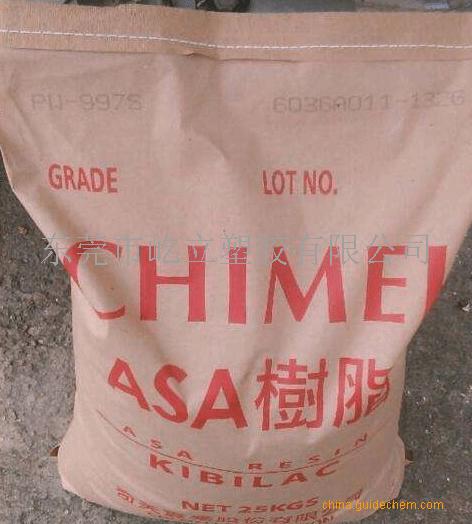 PW-997S 6036A011-1326
GRADE LOT NO.
东莞市屹立塑胶有限公司
CHIMEI
ASA樹脂
ASA RESIN
KIBILAC
NET 25KGS
china.guidechem.com